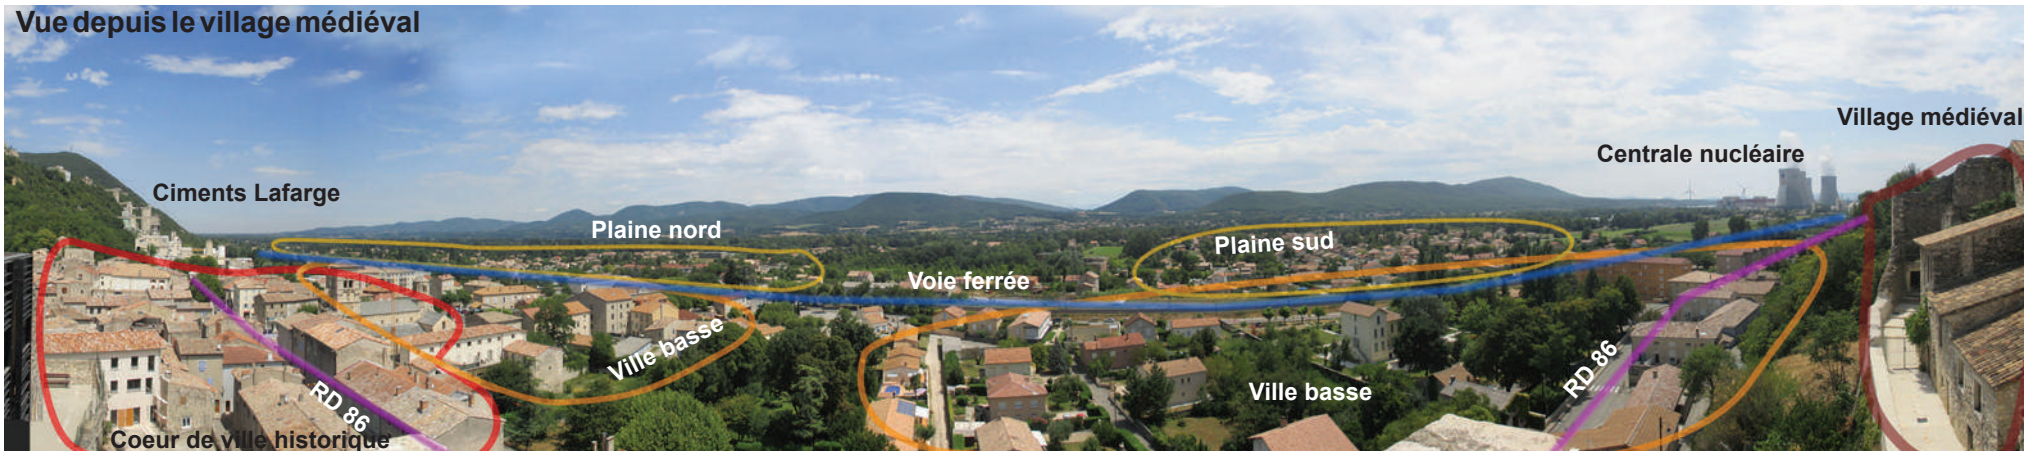 Vue depuis le village médiéval
Village médiéval
Centrale nucléaire
Ciments Lafarge
Plaine nord
Plaine sud
Voie ferrée
Ville basse
RD 86
Ville basse
RD 86
Coeur de ville historique